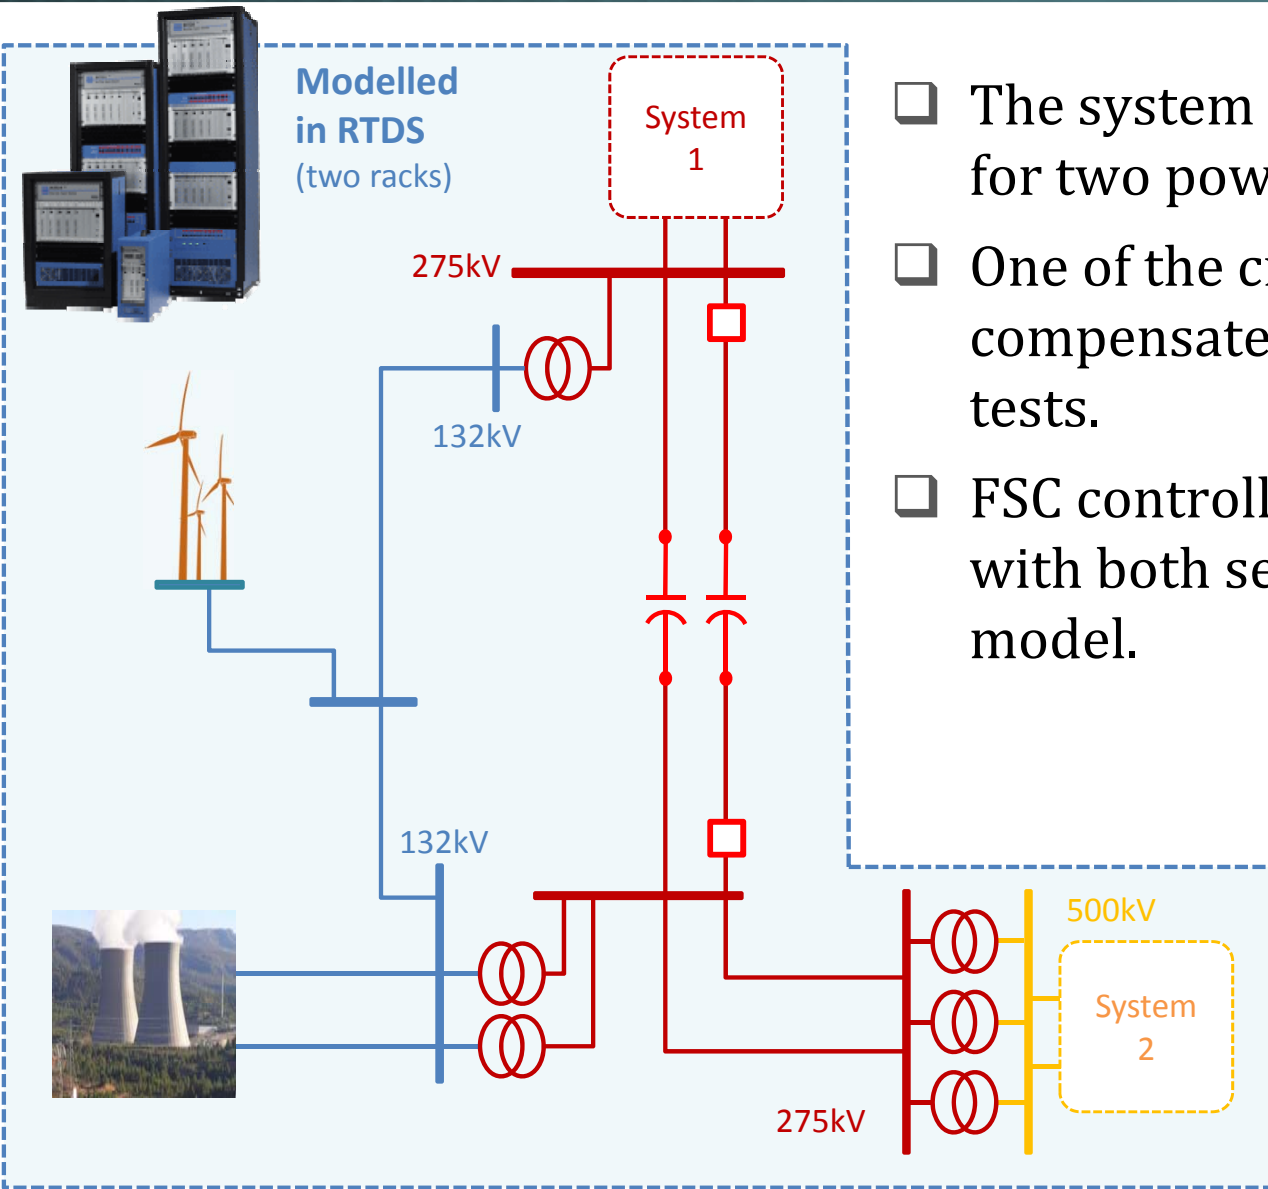 Modelled
in RTDS
(two racks)
System
1
275kV
132kV
132kV
500kV
System
2
275kV
The system
for two pow
One of the c
compensate
tests.
FSC controll
with both se
model.